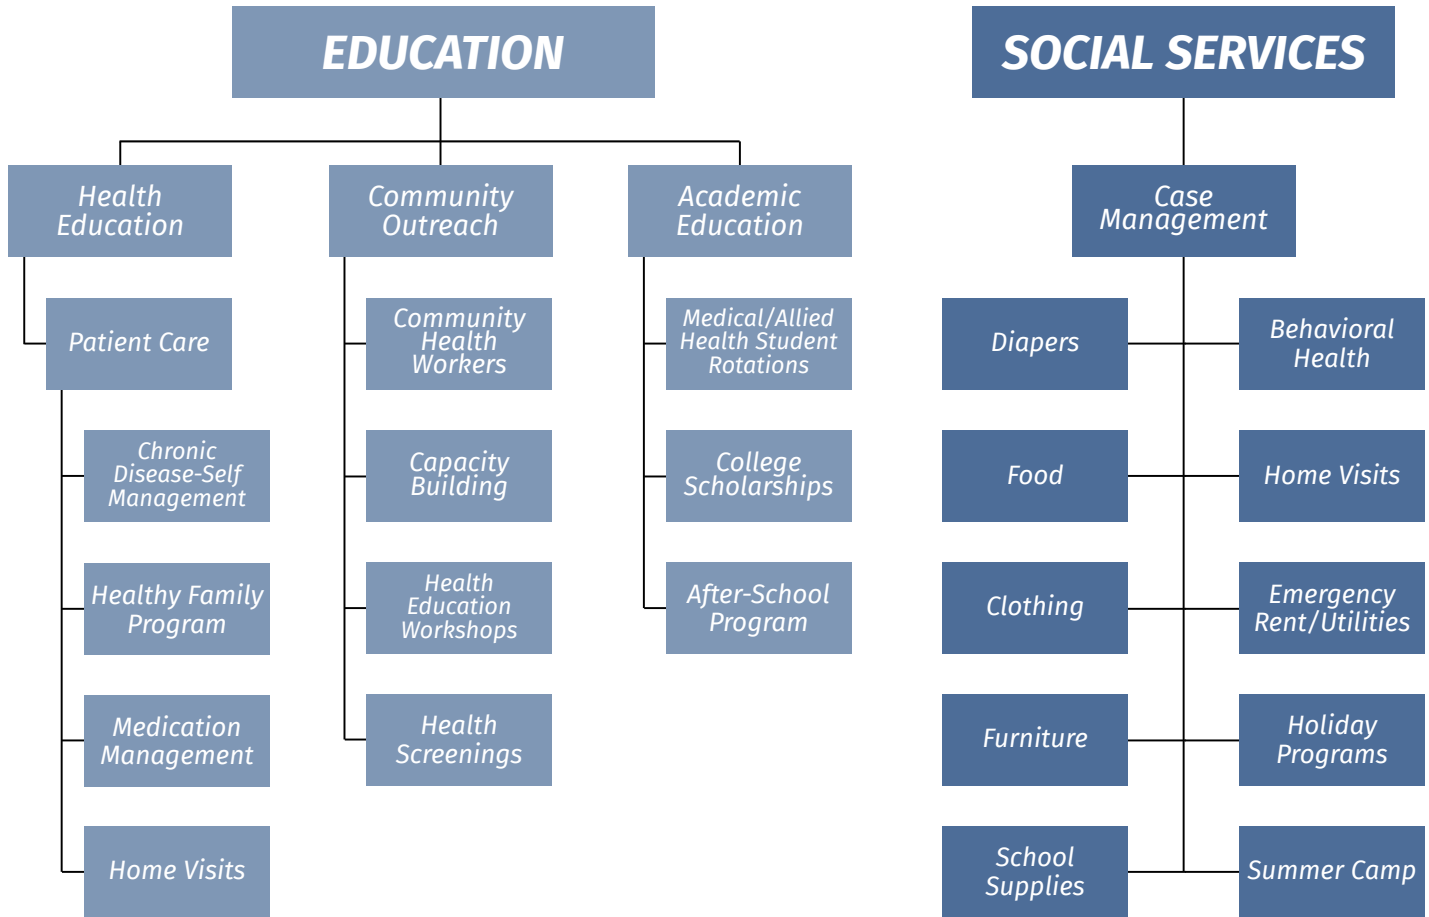 EDUCATION
Health
Education
Patient Care
Chronic
Disease-Self
Management
Healthy Family
Program
Medication
Management
Home Visits
Community
Outreach
Community
Health
Workers
Capacity
Building
Health
Education
Workshops
Health
Screenings
Academic
Education
Medical/Allied
Health Student
Rotations
College
Scholarships
After-School
Program
SOCIAL SERVICES
Case
Management
Diapers
Behavioral
Health
Food
Home Visits
Clothing
Emergency
Rent/Utilities
Furniture
Holiday
Programs
School
Supplies
Summer Camp